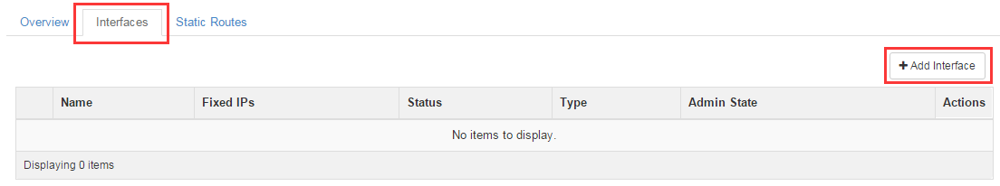 Overview Interfaces Static Routes
+ Add Interface
Name Fixed IPs Status Type Admin State Actions
No items to display.
Displaying 0 items